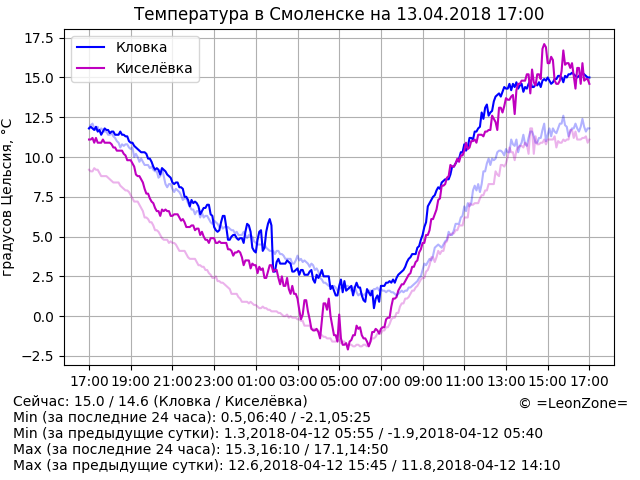 Температура в Смоленске на 13.04.2018 17:00
17.5
15.0
12.5
10.0
7.5
5.0
2.5
0.0
−2.5
градусов Цельсия, °C
Кловка
Киселёвка
17:00 19:00 21:00 23:00 01:00 03:00 05:00 07:00 09:00 11:00 13:00 15:00 17:00
Сейчас: 15.0 / 14.6 (Кловка / Киселёвка)
© =LeonZone=
Min (за последние 24 часа): 0.5,06:40 / -2.1,05:25
Min (за предыдущие сутки): 1.3,2018-04-12 05:55 / -1.9,2018-04-12 05:40
Max (за последние 24 часа): 15.3,16:10 / 17.1,14:50
Max (за предыдущие сутки): 12.6,2018-04-12 15:45 / 11.8,2018-04-12 14:10